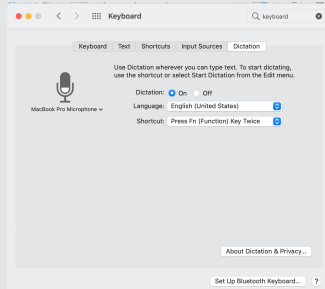 Keyboard
keyboard
Keyboard Text Shortcuts Input Sources Dictation
Use Dictation wherever you can type text. To start dictating,
use the shortcut or select Start Dictation from the Edit menu.
Dictation: On Off
MacBook Pro Microphone
Language: English (United States)
Shortcut: Press Fn (Function) Key Twice
About Dictation & Privacy...
Set Up Bluetooth Keyboard... ?